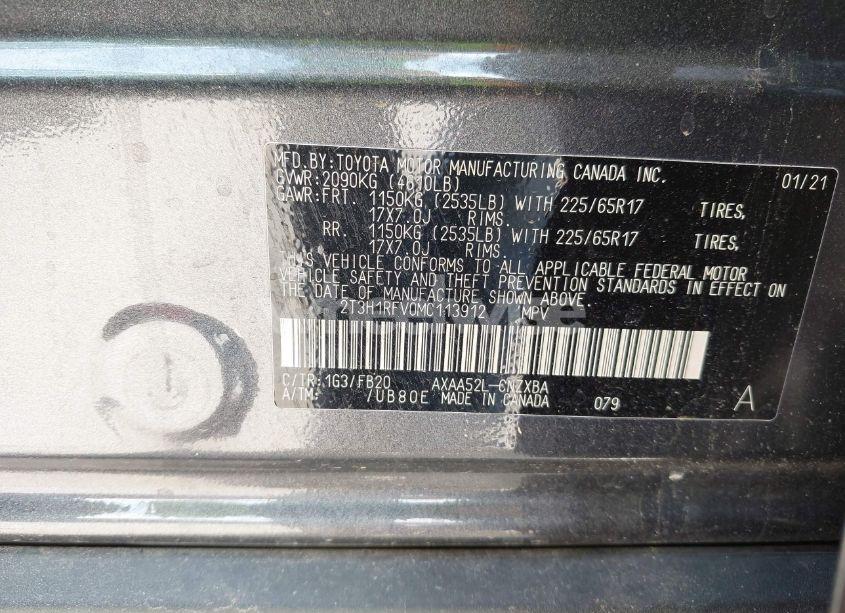 MFD. BY: TOYOTA MOTOR MANUFACTURING CANADA INC. 01/21
GVWR: 2090KG (4610LB)
GAWR: FRT. 1150KG (2535LB) WITH 225/65R17 TIRES,
17X7.0J RIMS.
RR. 1150KG (2535LB) WITH 225/65R17 TIRES,
17X7.0J RIMS.
THIS VEHICLE CONFORMS TO ALL APPLICABLE FEDERAL MOTOR
VEHICLE SAFETY AND THEFT PREVENTION STANDARDS IN EFFECT ON
THE DATE OF MANUFACTURE SHOWN ABOVE.
2T3H1RFV0MC113912 MPV
C/TR: 1G3/FB20 AXAA52L-CNZXBA
A/TM: /UB80E MADE IN CANADA 079 A